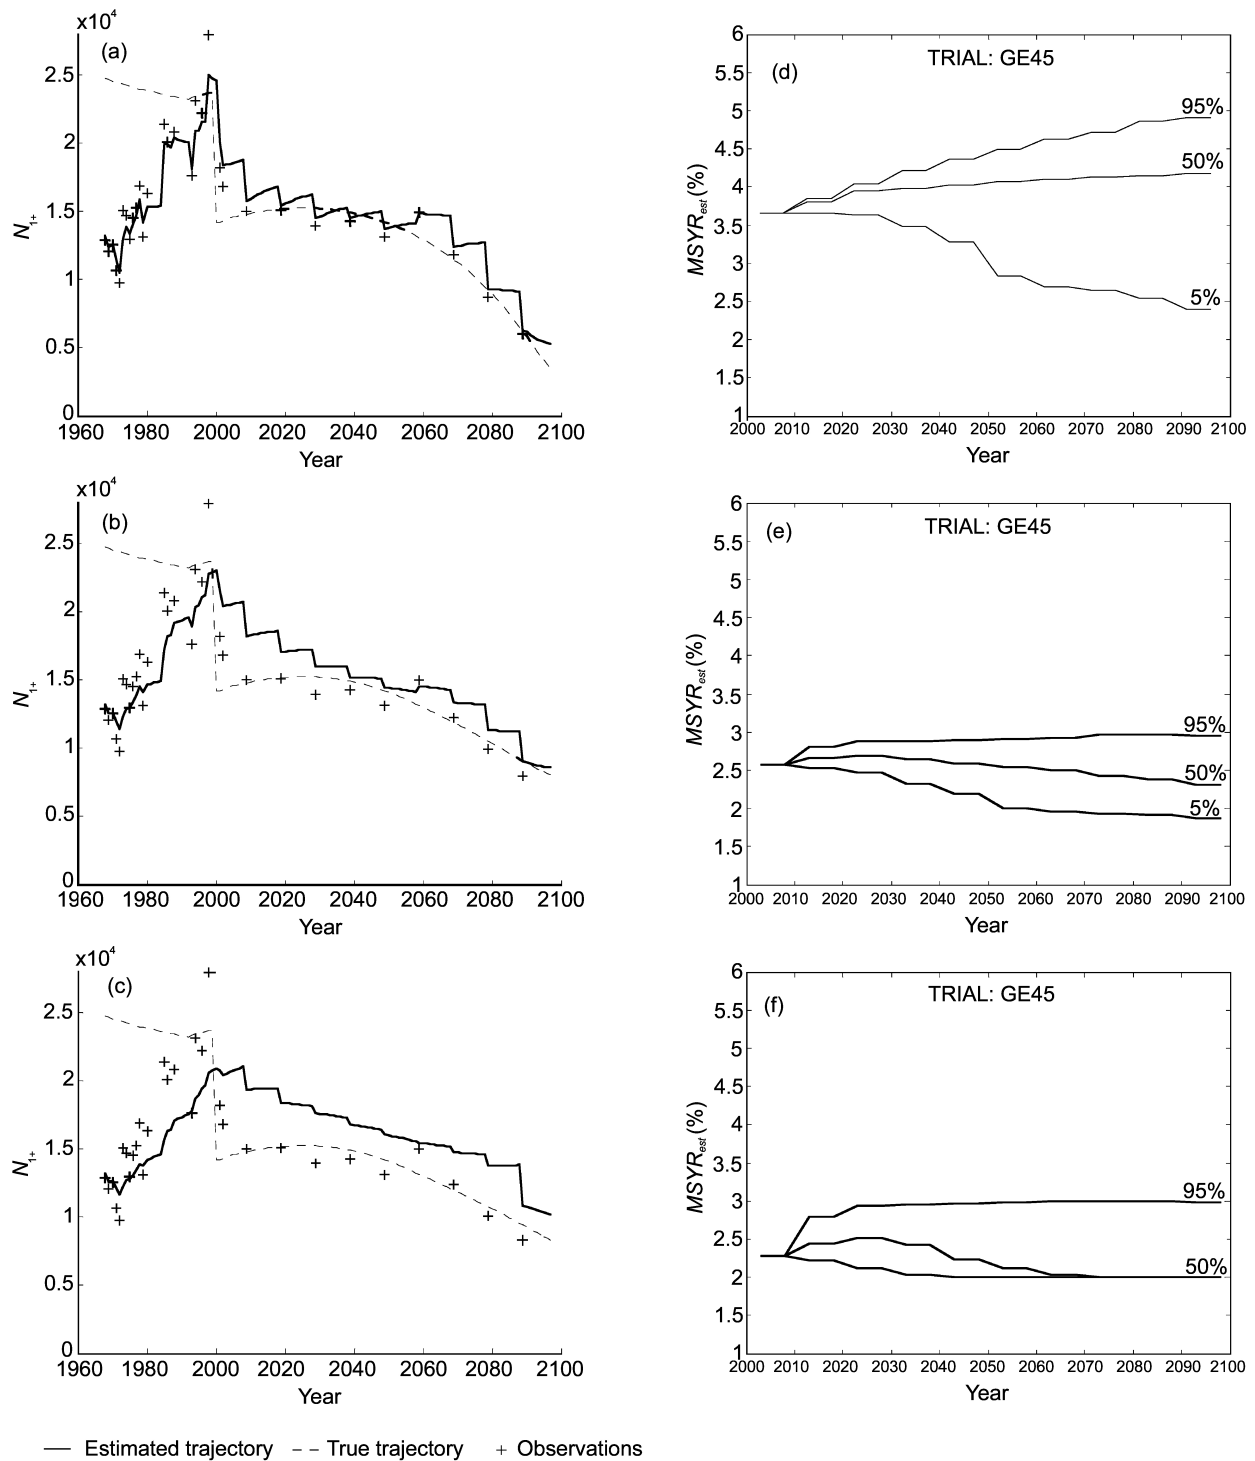 x10⁴
(a)
2.5
2
1.5
1
0.5
0
N1+
1960 1980 2000 2020 2040 2060 2080 2100
Year
6
5.5
5
4.5
4
3.5
3
2.5
2
1.5
1
MSYRest (%)
(d)
TRIAL: GE45
95%
50%
5%
2000 2010 2020 2030 2040 2050 2060 2070 2080 2090 2100
Year
x10⁴
(b)
2.5
2
1.5
1
0.5
0
N1+
1960 1980 2000 2020 2040 2060 2080 2100
Year
6
5.5
5
4.5
4
3.5
3
2.5
2
1.5
1
MSYRest (%)
(e)
TRIAL: GE45
95%
50%
5%
2000 2010 2020 2030 2040 2050 2060 2070 2080 2090 2100
Year
x10⁴
(c)
2.5
2
1.5
1
0.5
0
N1+
1960 1980 2000 2020 2040 2060 2080 2100
Year
6
5.5
5
4.5
4
3.5
3
2.5
2
1.5
1
MSYRest (%)
(f)
TRIAL: GE45
95%
50%
2000 2010 2020 2030 2040 2050 2060 2070 2080 2090 2100
Year
Estimated trajectory True trajectory + Observations